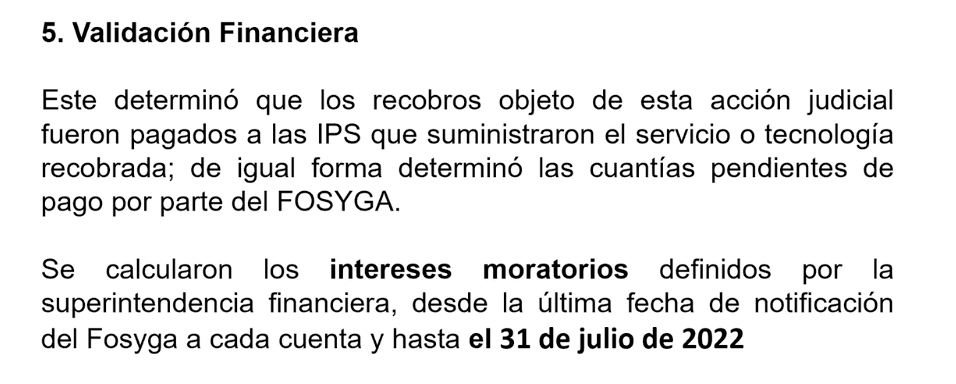 5. Validación Financiera
Este determinó que los recobros objeto de esta acción judicial
fueron pagados a las IPS que suministraron el servicio o tecnología
recobrada; de igual forma determinó las cuantías pendientes de
pago por parte del FOSYGA.
Se calcularon los intereses moratorios definidos por la
superintendencia financiera, desde la última fecha de notificación
del Fosyga a cada cuenta y hasta el 31 de julio de 2022